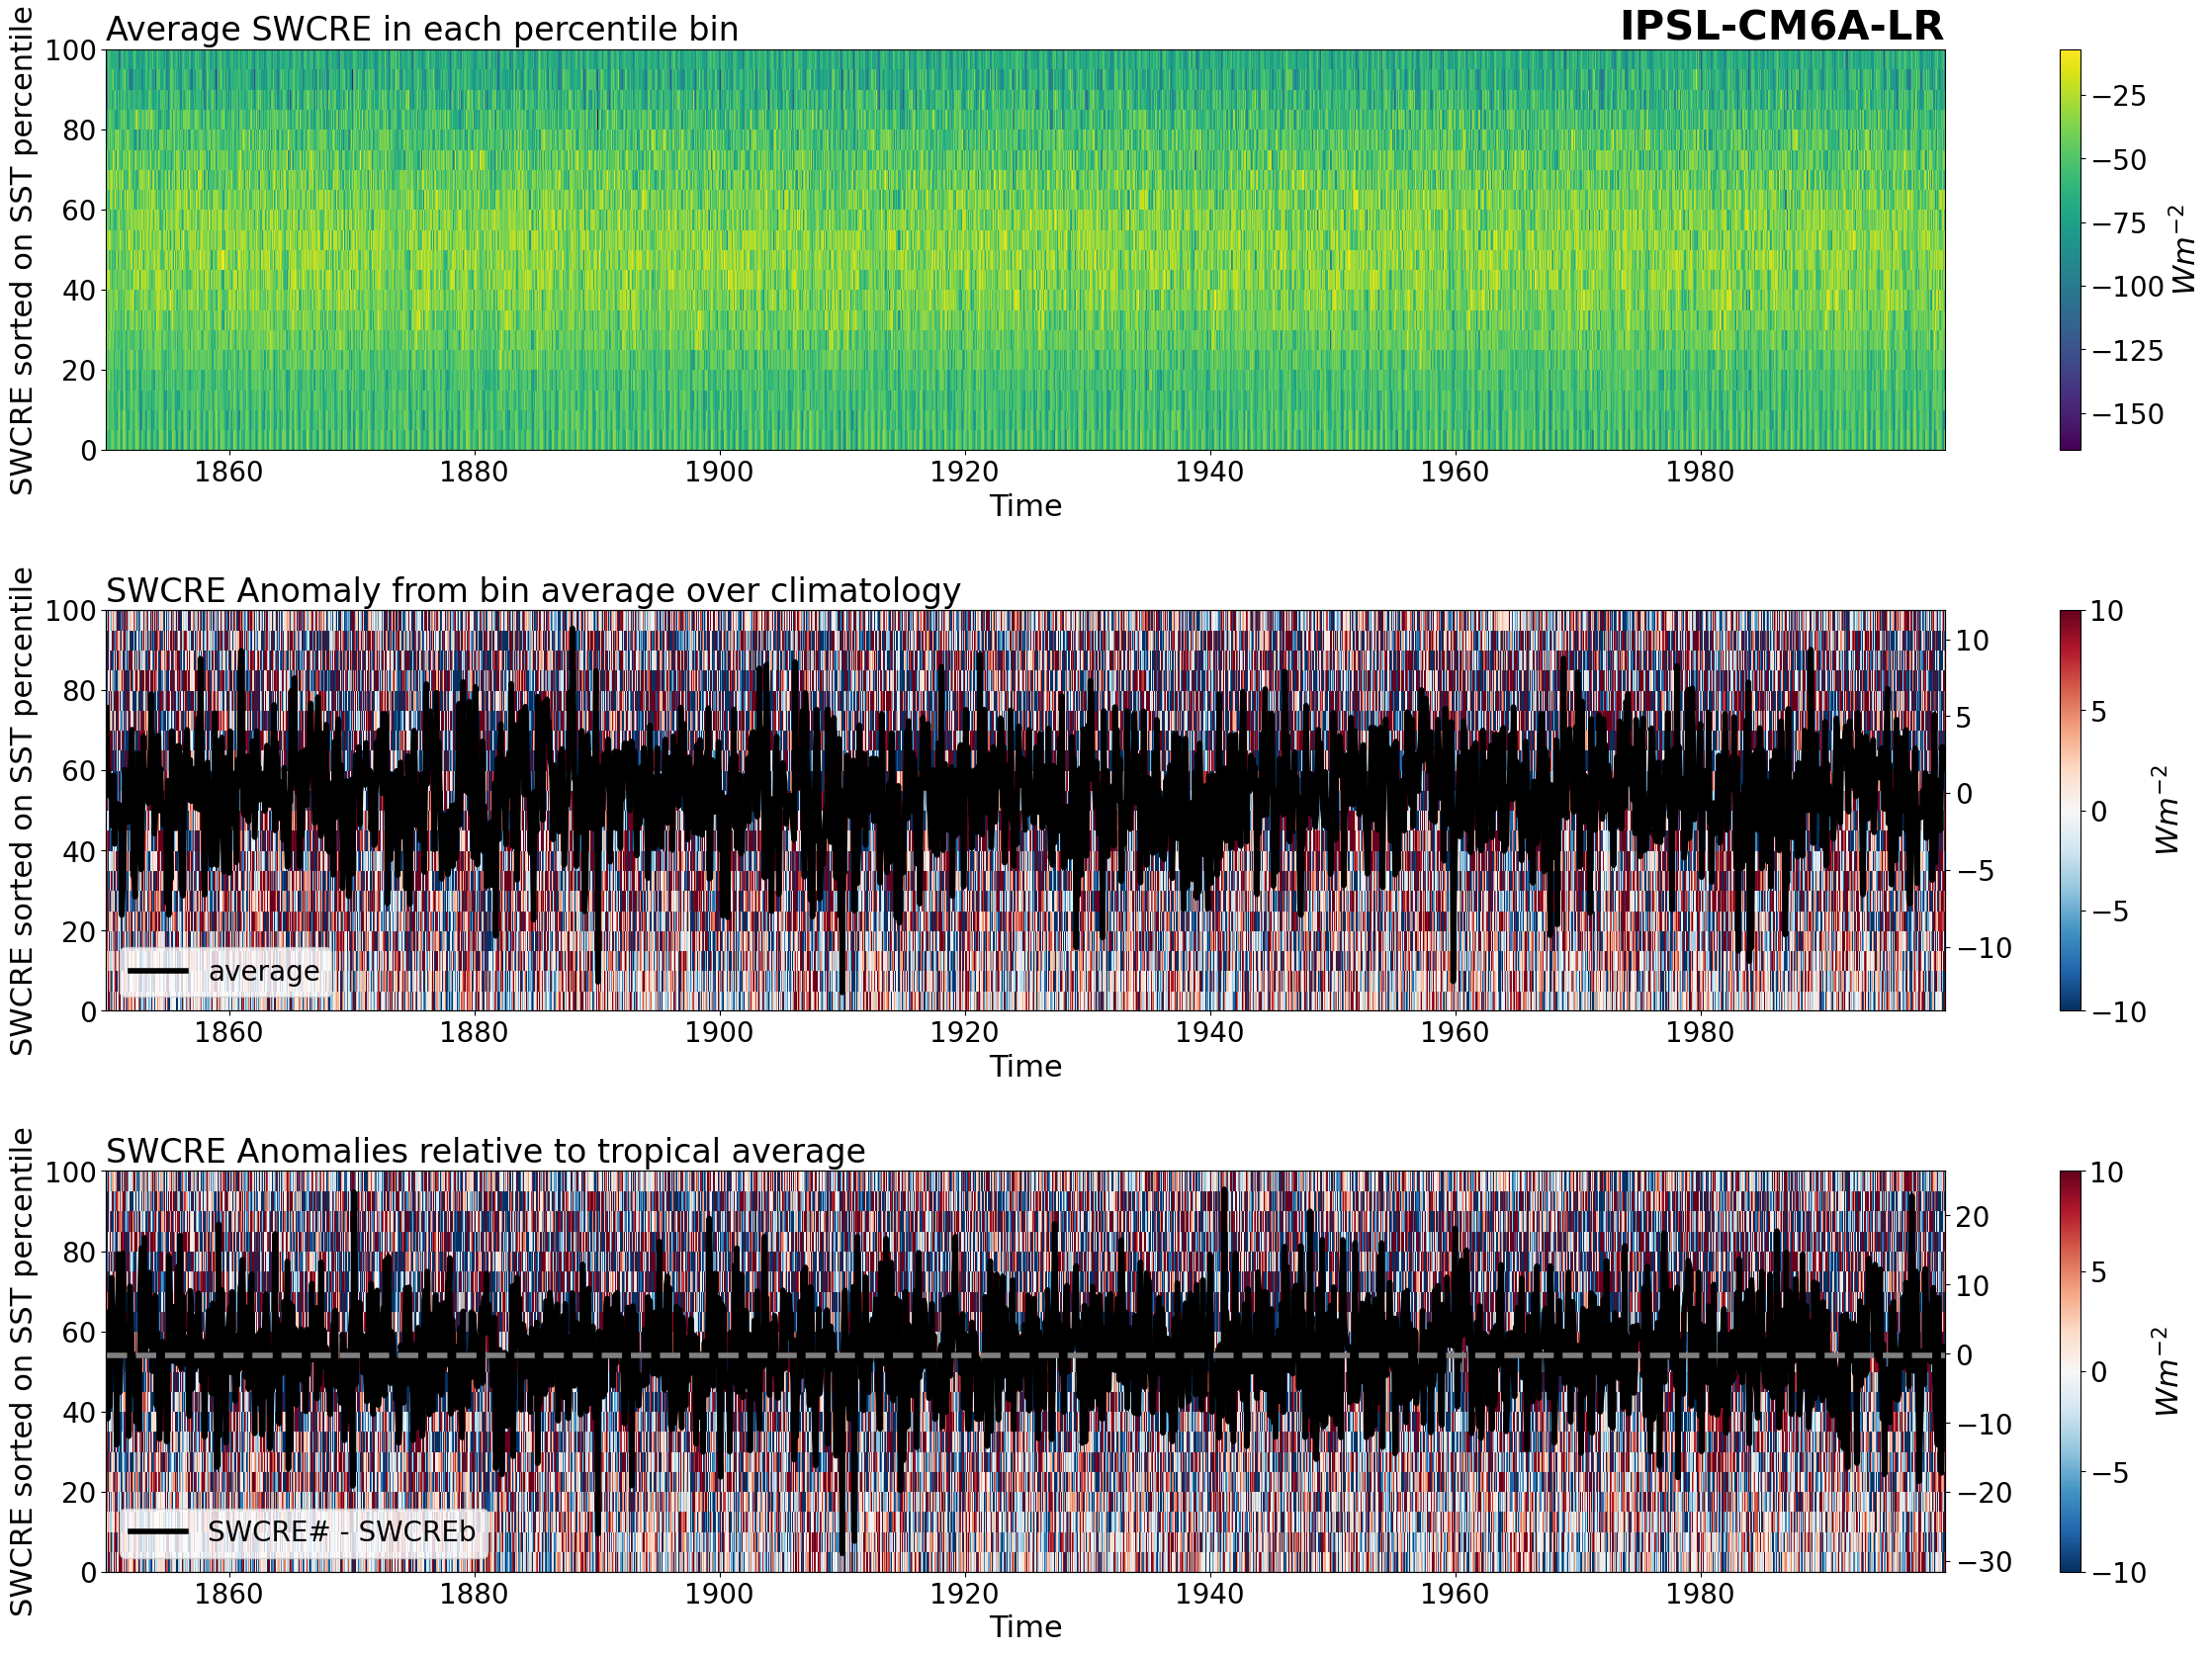 Average SWCRE in each percentile bin
IPSL-CM6A-LR
SWCRE sorted on SST percentile
100
80
60
40
20
0
1860 1880 1900 1920 1940 1960 1980
Time
−25
−50
−75
−100
−125
−150
Wm⁻²
SWCRE Anomaly from bin average over climatology
SWCRE sorted on SST percentile
100
80
60
40
20
0
average
1860 1880 1900 1920 1940 1960 1980
Time
10
5
0
−5
−10
10
5
0
−5
−10
Wm⁻²
SWCRE Anomalies relative to tropical average
SWCRE sorted on SST percentile
100
80
60
40
20
0
SWCRE# - SWCREb
1860 1880 1900 1920 1940 1960 1980
Time
20
10
0
−10
−20
−30
10
5
0
−5
−10
Wm⁻²